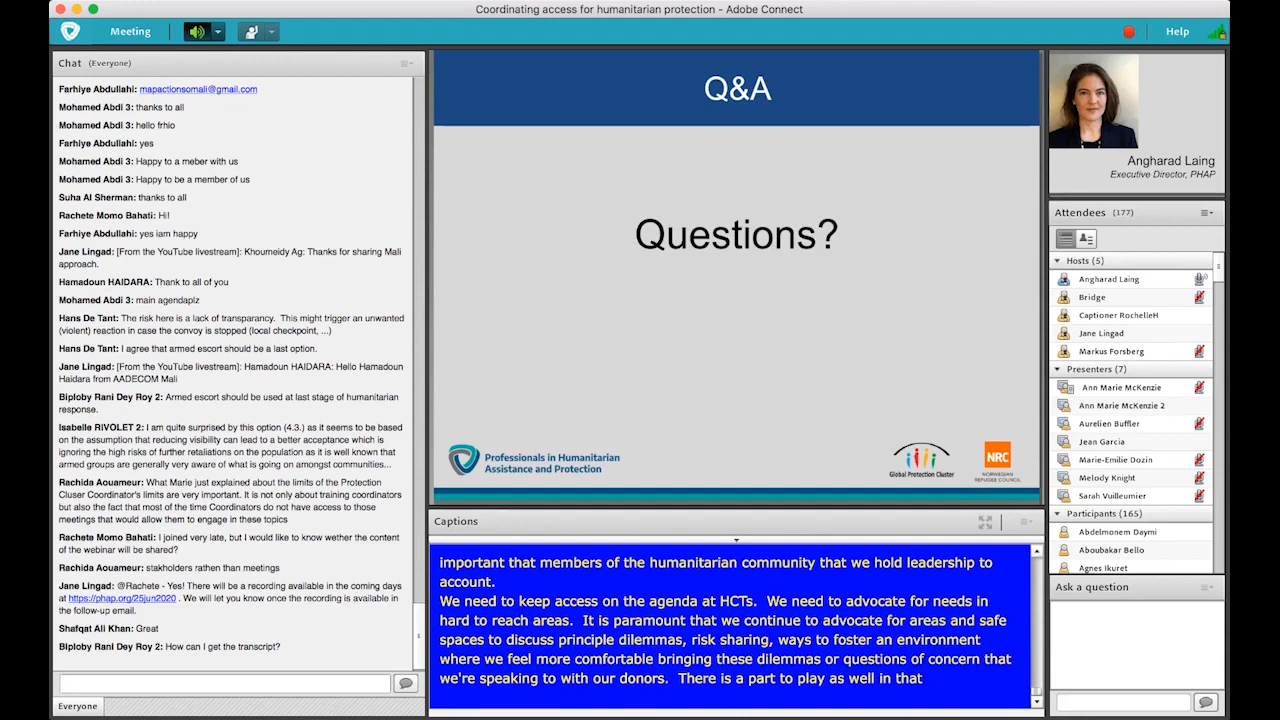 Coordinating access for humanitarian protection - Adobe Connect
Meeting
Help
Chat (Everyone)
Farhiye Abdullahi: mapactionsomali@gmail.com
Mohamed Abdi 3: thanks to all
Mohamed Abdi 3: hello frhio
Farhiye Abdullahi: yes
Mohamed Abdi 3: Happy to a meber with us
Mohamed Abdi 3: Happy to be a member of us
Suha Al Sherman: thanks to all
Rachete Momo Bahati: Hi!
Farhiye Abdullahi: yes iam happy
Jane Lingad: [From the YouTube livestream]: Khoumeidy Ag: Thanks for sharing Mali
approach.
Hamadoun HAIDARA: Thank to all of you
Mohamed Abdi 3: main agendaplz
Hans De Tant: The risk here is a lack of transparancy. This might trigger an unwanted
(violent) reaction in case the convoy is stopped (local checkpoint, ...)
Hans De Tant: I agree that armed escort should be a last option.
Jane Lingad: [From the YouTube livestream]: Hamadoun HAIDARA: Hello Hamadoun
Haidara from AADECOM Mali
Biploby Rani Dey Roy 2: Armed escort should be used at last stage of humanitarian
response.
Isabelle RIVOLET 2: I am quite surprised by this option (4.3.) as it seems to be based
on the assumption that reducing visibility can lead to a better acceptance which is
ignoring the high risks of further retaliations on the population as it is well known that
armed groups are generally very aware of what is going on amongst communities...
Rachida Aouameur: What Marie just explained about the limits of the Protection
Cluser Coordinator's limits are very important. It is not only about training coordinators
but also the fact that most of the time Coordinators do not have access to those
meetings that would allow them to engage in these topics
Rachete Momo Bahati: I joined very late, but I would like to know wether the content
of the webinar will be shared?
Rachida Aouameur: stakholders rathen than meetings
Jane Lingad: @Rachete - Yes! There will be a recording available in the coming days
at https://phap.org/25jun2020 . We will let you know once the recording is available in
the follow-up email.
Shafqat Ali Khan: Great
Biploby Rani Dey Roy 2: How can I get the transcript?
Everyone
Q&A
Questions?
Professionals in Humanitarian
Assistance and Protection
Global Protection Cluster
NRC
NORWEGIAN
REFUGEE COUNCIL
Captions
important that members of the humanitarian community that we hold leadership to
account.
We need to keep access on the agenda at HCTs. We need to advocate for needs in
hard to reach areas. It is paramount that we continue to advocate for areas and safe
spaces to discuss principle dilemmas, risk sharing, ways to foster an environment
where we feel more comfortable bringing these dilemmas or questions of concern that
we're speaking to with our donors. There is a part to play as well in that
Angharad Laing
Executive Director, PHAP
Attendees (177)
Hosts (5)
Angharad Laing
Bridge
Captioner RochelleH
Jane Lingad
Markus Forsberg
Presenters (7)
Ann Marie McKenzie
Ann Marie McKenzie 2
Aurelien Buffler
Jean Garcia
Marie-Emilie Dozin
Melody Knight
Sarah Vuilleumier
Participants (165)
Abdelmonem Daymi
Aboubakar Bello
Agnes Ikuret
Ask a question